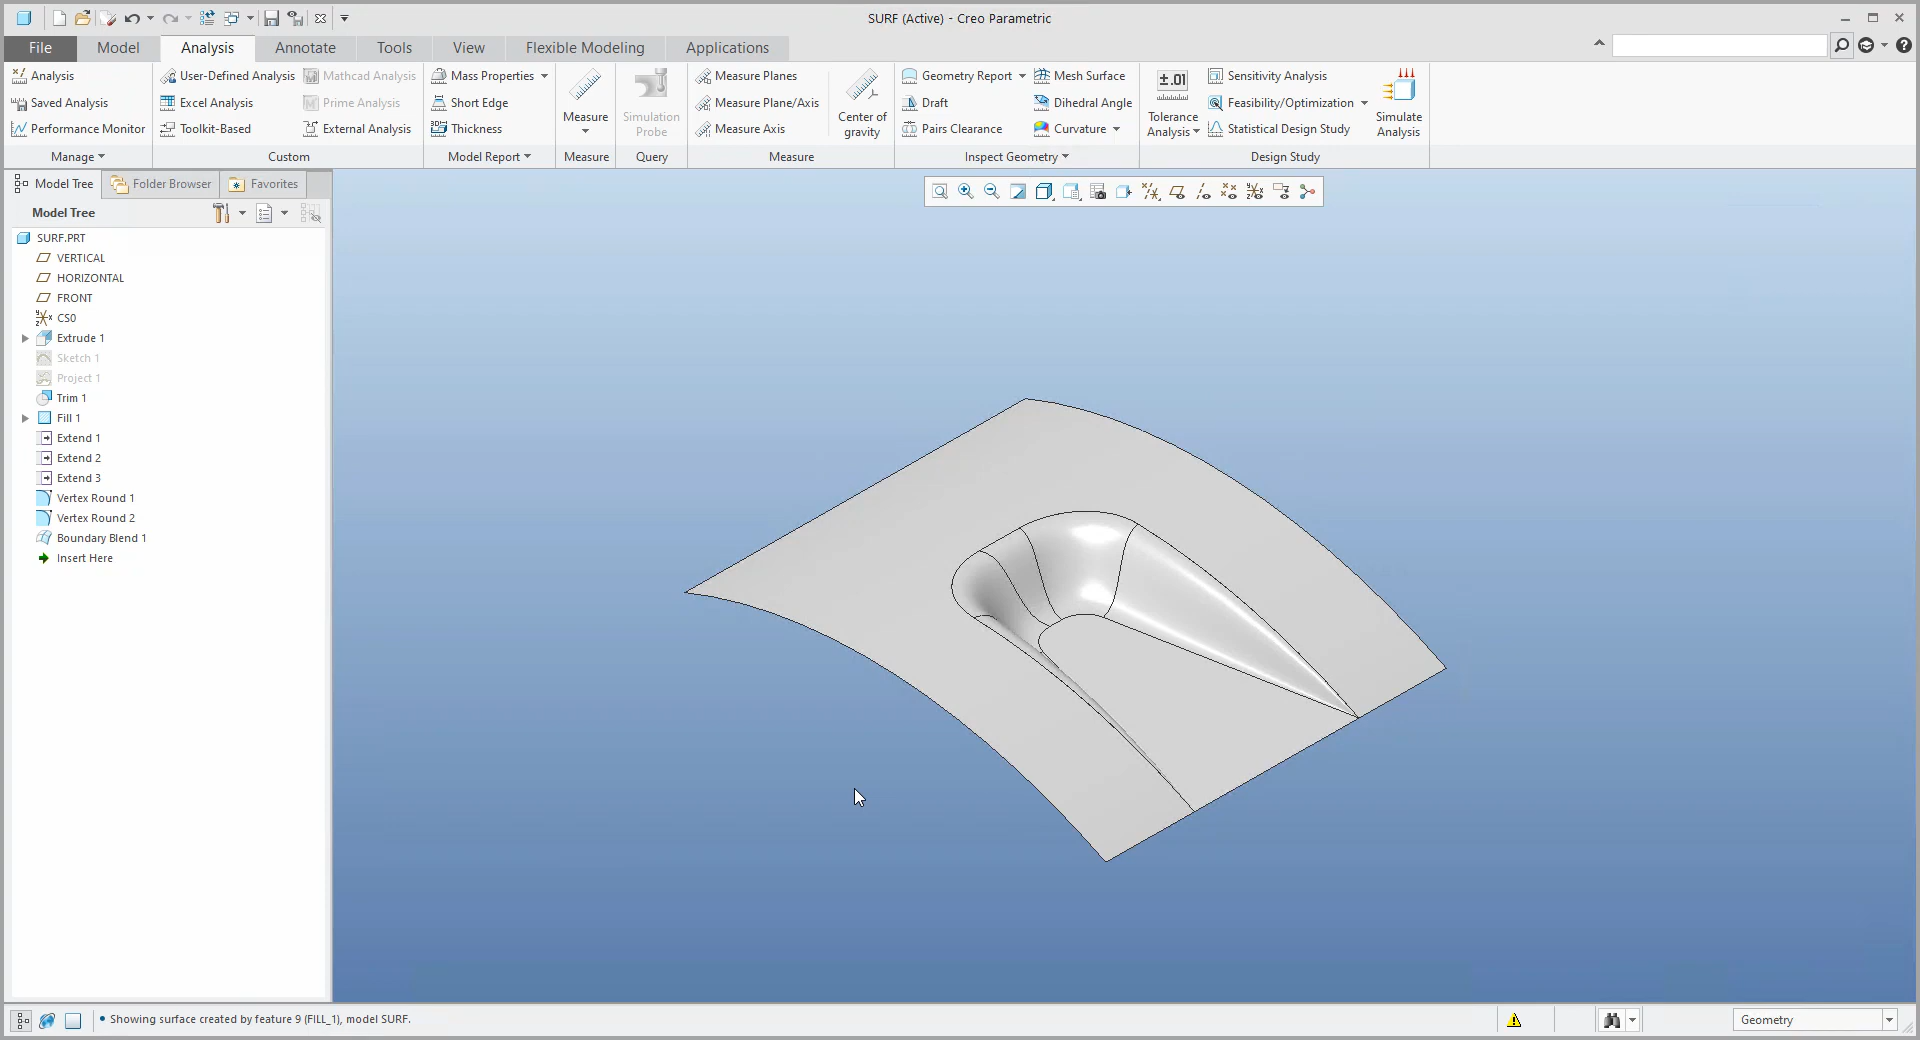 SURF (Active) - Creo Parametric
File Model Analysis Annotate Tools View Flexible Modeling Applications
Analysis User-Defined Analysis Mathcad Analysis Mass Properties Measure Planes Geometry Report Mesh Surface ±.01 Sensitivity Analysis
Saved Analysis Excel Analysis Prime Analysis Short Edge Measure Plane/Axis Draft Dihedral Angle Feasibility/Optimization
Measure Simulation Center of Tolerance Simulate
Performance Monitor Toolkit-Based External Analysis Thickness Probe Measure Axis gravity Pairs Clearance Curvature Analysis Statistical Design Study Analysis
Manage Custom Model Report Measure Query Measure Inspect Geometry Design Study
Model Tree Folder Browser Favorites
Model Tree
SURF.PRT
VERTICAL
HORIZONTAL
FRONT
CS0
Extrude 1
Sketch 1
Project 1
Trim 1
Fill 1
Extend 1
Extend 2
Extend 3
Vertex Round 1
Vertex Round 2
Boundary Blend 1
Insert Here
• Showing surface created by feature 9 (FILL_1), model SURF.
Geometry